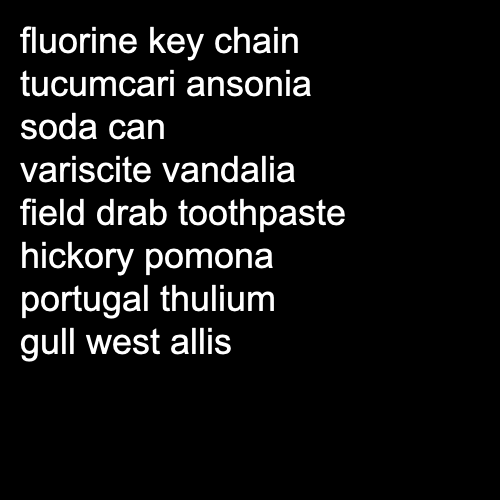 fluorine key chain
tucumcari ansonia
soda can
variscite vandalia
field drab toothpaste
hickory pomona
portugal thulium
gull west allis